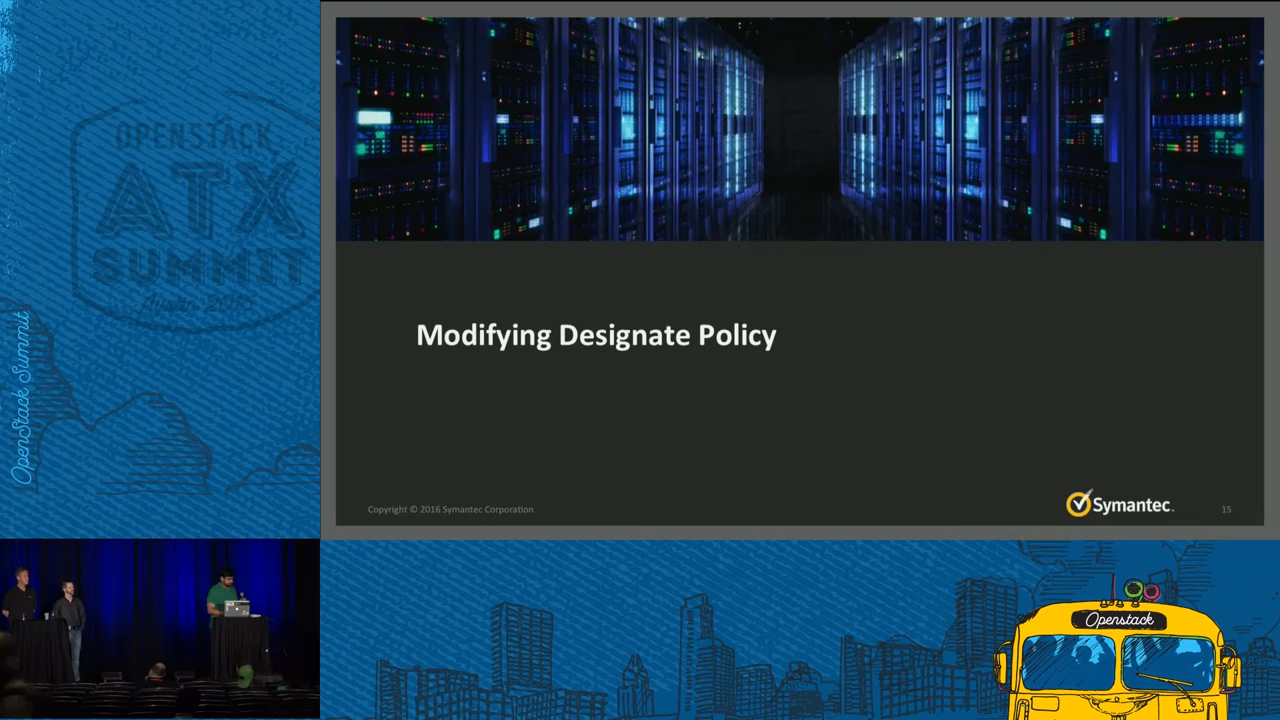 OPENSTACK
ATX
SUMMIT
Austin 2016
OpenStack Summit
Modifying Designate Policy
Copyright © 2016 Symantec Corporation
Symantec.
15
Openstack